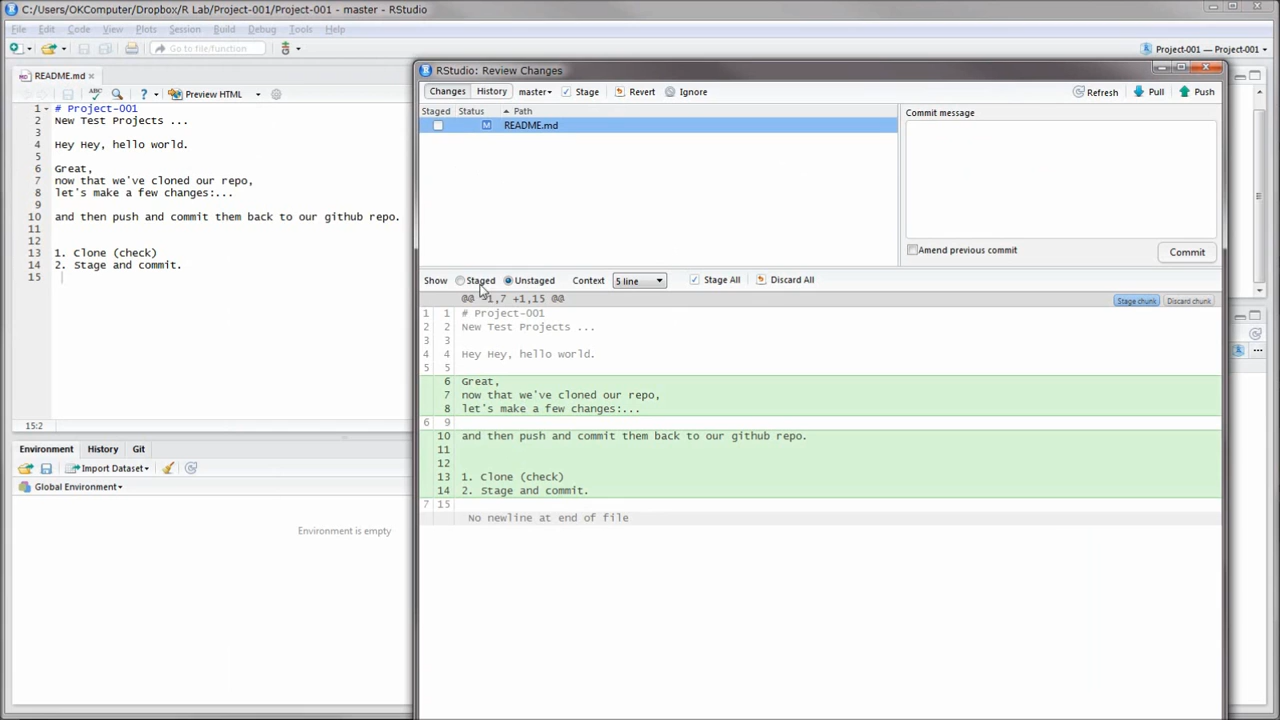 C:/Users/OKComputer/Dropbox/R Lab/Project-001/Project-001 - master - RStudio
File Edit Code View Plots Session Build Debug Tools Help
Go to file/function
Project-001 — Project-001
README.md
Preview HTML
1 # Project-001
2 New Test Projects ...
3
4 Hey Hey, hello world.
5
6 Great,
7 now that we've cloned our repo,
8 let's make a few changes:...
9
10 and then push and commit them back to our github repo.
11
12
13 1. Clone (check)
14 2. Stage and commit.
15
15:2
Environment History Git
Import Dataset
Global Environment
Environment is empty
RStudio: Review Changes
Changes History master Stage Revert Ignore Refresh Pull Push
Staged Status Path
M README.md
Commit message
Amend previous commit
Commit
Show Staged Unstaged Context 5 line Stage All Discard All
@@ -1,7 +1,15 @@
Stage chunk Discard chunk
1 1 # Project-001
2 2 New Test Projects ...
3 3
4 4 Hey Hey, hello world.
5 5
6 Great,
7 now that we've cloned our repo,
8 let's make a few changes:...
6 9
10 and then push and commit them back to our github repo.
11
12
13 1. Clone (check)
14 2. Stage and commit.
7 15
No newline at end of file